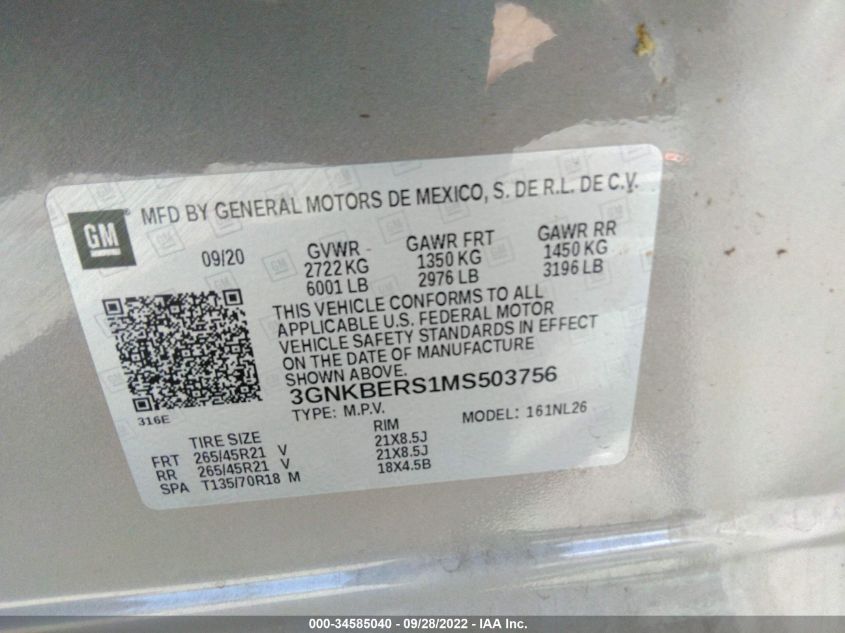 GM
MFD BY GENERAL MOTORS DE MEXICO, S. DE R.L. DE C.V.
09/20 GVWR GAWR FRT GAWR RR
2722 KG 1350 KG 1450 KG
6001 LB 2976 LB 3196 LB
THIS VEHICLE CONFORMS TO ALL
APPLICABLE U.S. FEDERAL MOTOR
VEHICLE SAFETY STANDARDS IN EFFECT
ON THE DATE OF MANUFACTURE
SHOWN ABOVE.
3GNKBERS1MS503756
316E
TYPE: M.P.V. MODEL: 161NL26
TIRE SIZE RIM
FRT 265/45R21 V 21X8.5J
RR 265/45R21 V 21X8.5J
SPA T135/70R18 M 18X4.5B
000-34585040 - 09/28/2022 - IAA Inc.